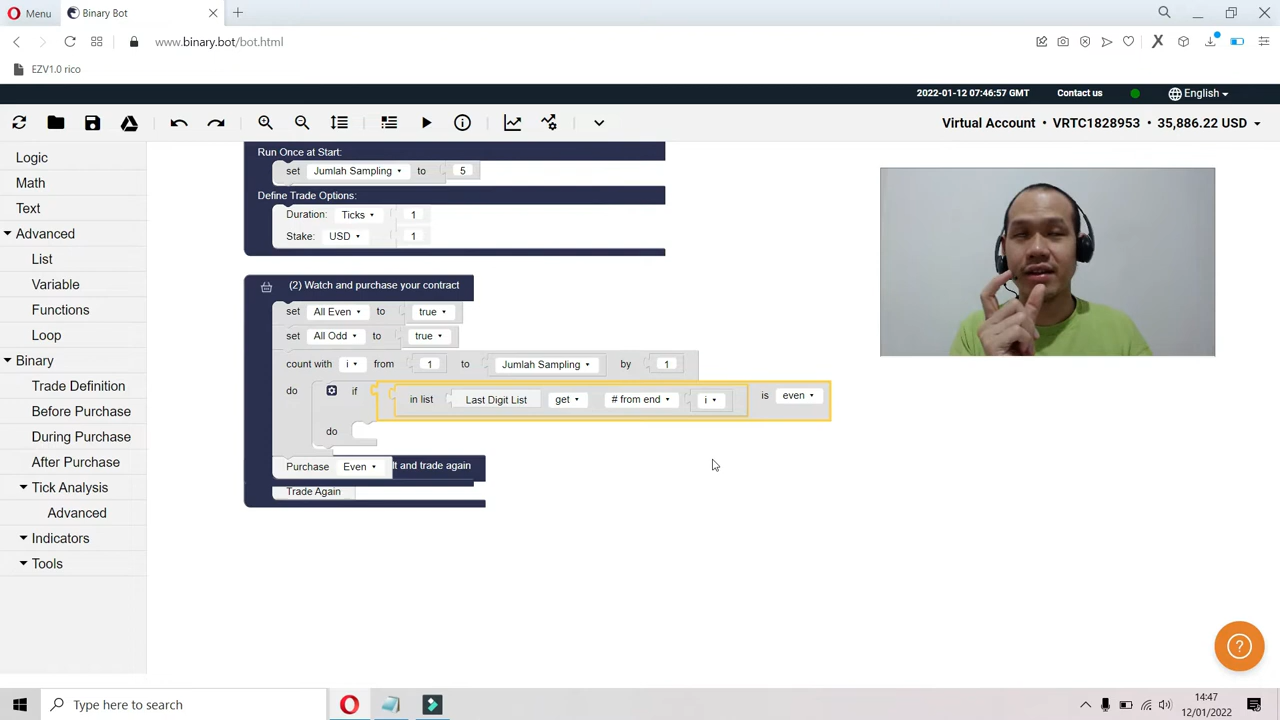 Menu
Binary Bot
www.binary.bot/bot.html
EZV1.0 rico
2022-01-12 07:46:57 GMT
Contact us
English
Virtual Account • VRTC1828953 • 35,886.22 USD
Logic
Math
Text
Advanced
List
Variable
Functions
Loop
Binary
Trade Definition
Before Purchase
During Purchase
After Purchase
Tick Analysis
Advanced
Indicators
Tools
Run Once at Start:
set Jumlah Sampling to 5
Define Trade Options:
Duration: Ticks 1
Stake: USD 1
(2) Watch and purchase your contract
set All Even to true
set All Odd to true
count with i from 1 to Jumlah Sampling by 1
do if in list Last Digit List get # from end i is even
do
Purchase Even lt and trade again
Trade Again
Type here to search
14:47
12/01/2022